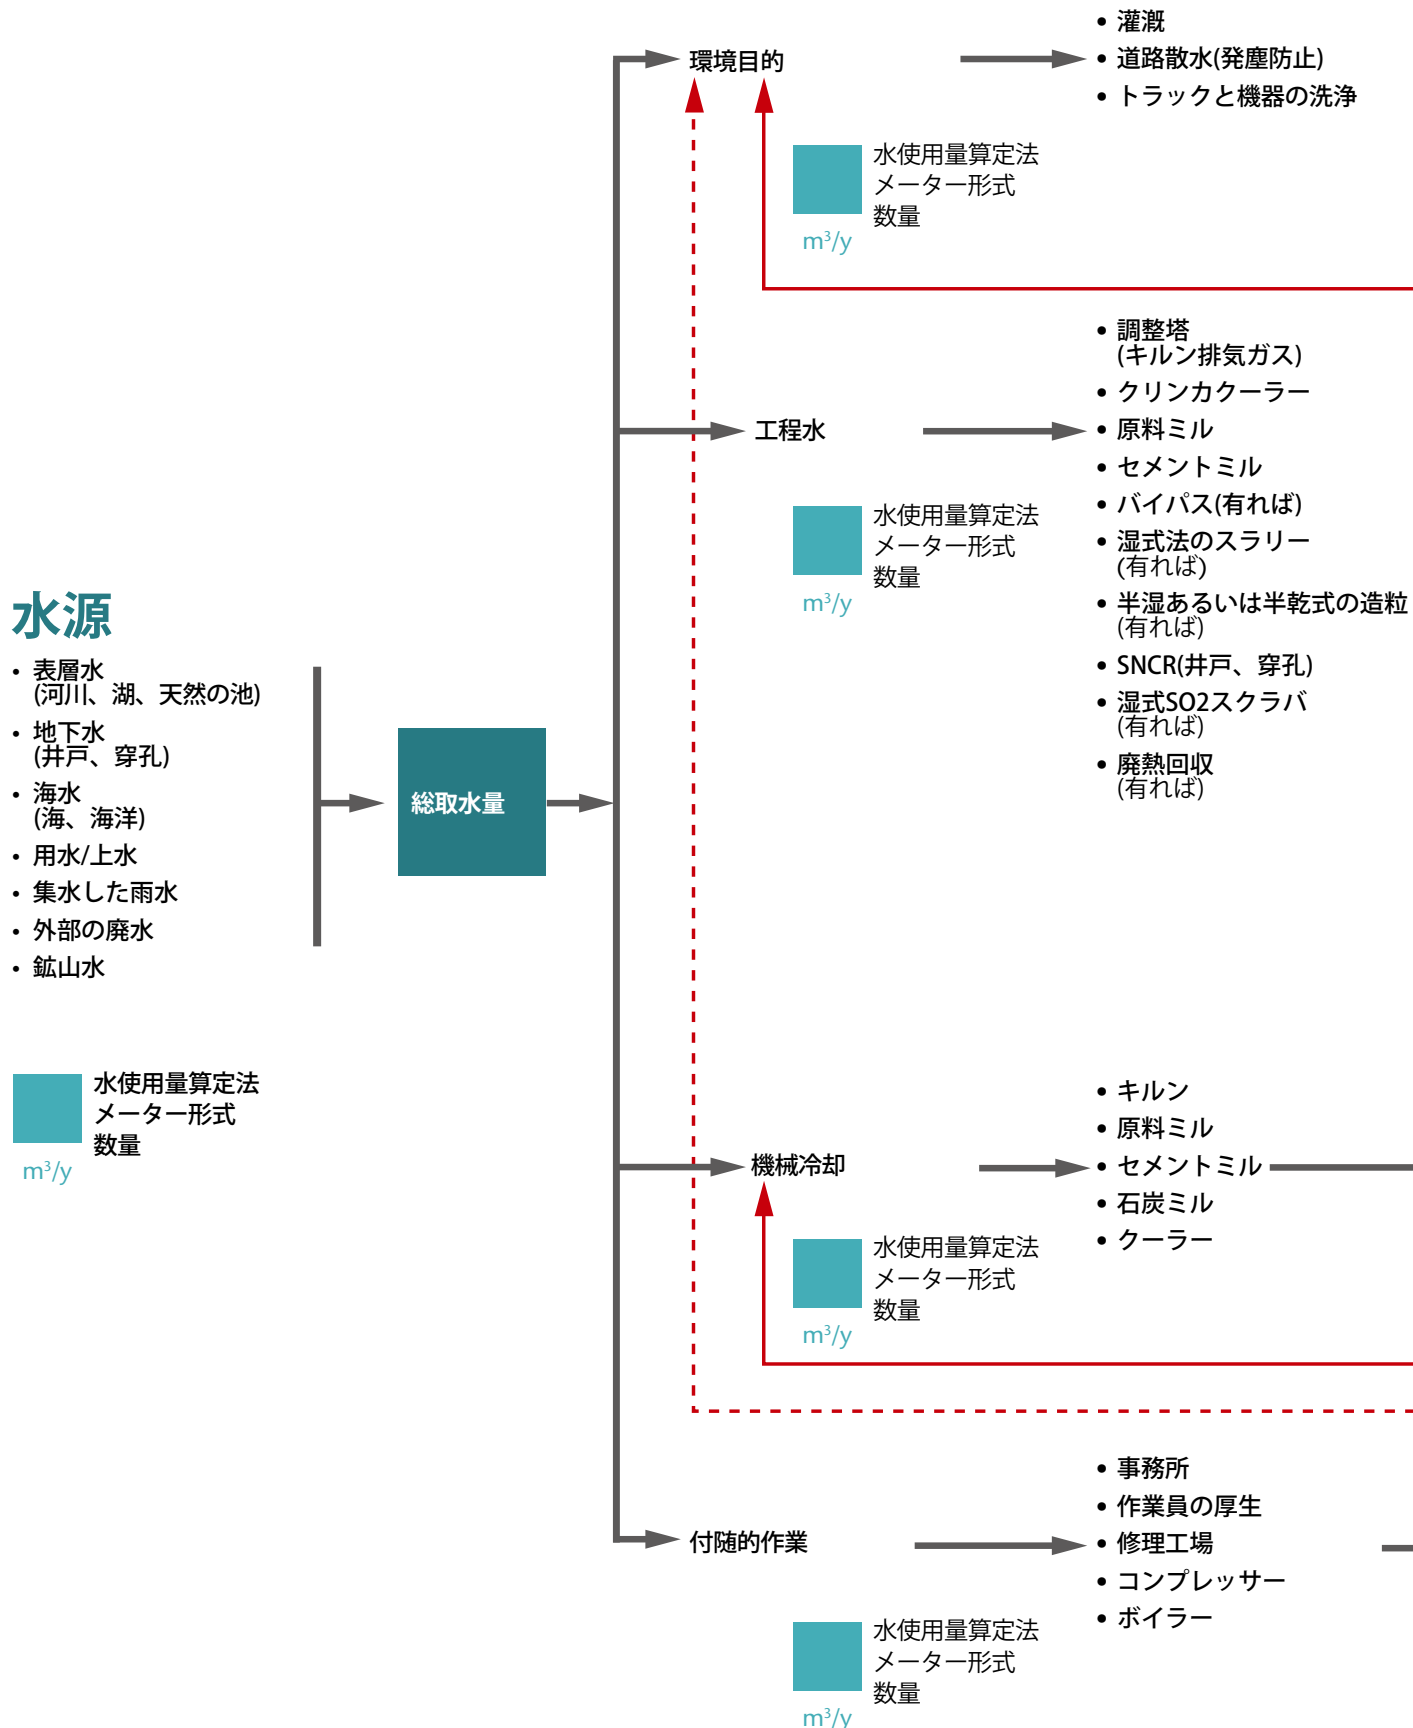 水源
• 表層水
(河川、湖、天然の池)
• 地下水
(井戸、穿孔)
• 海水
(海、海洋)
• 用水/上水
• 集水した雨水
• 外部の廃水
• 鉱山水
水使用量算定法
メーター形式
数量
m³/y
総取水量
環境目的
• 灌漑
• 道路散水(発塵防止)
• トラックと機器の洗浄
水使用量算定法
メーター形式
数量
m³/y
工程水
• 調整塔
(キルン排気ガス)
• クリンカクーラー
• 原料ミル
• セメントミル
• バイパス(有れば)
• 湿式法のスラリー
(有れば)
• 半湿あるいは半乾式の造粒
(有れば)
• SNCR(井戸、穿孔)
• 湿式SO2スクラバ
(有れば)
• 廃熱回収
(有れば)
水使用量算定法
メーター形式
数量
m³/y
機械冷却
• キルン
• 原料ミル
• セメントミル
• 石炭ミル
• クーラー
水使用量算定法
メーター形式
数量
m³/y
付随的作業
• 事務所
• 作業員の厚生
• 修理工場
• コンプレッサー
• ボイラー
水使用量算定法
メーター形式
数量
m³/y